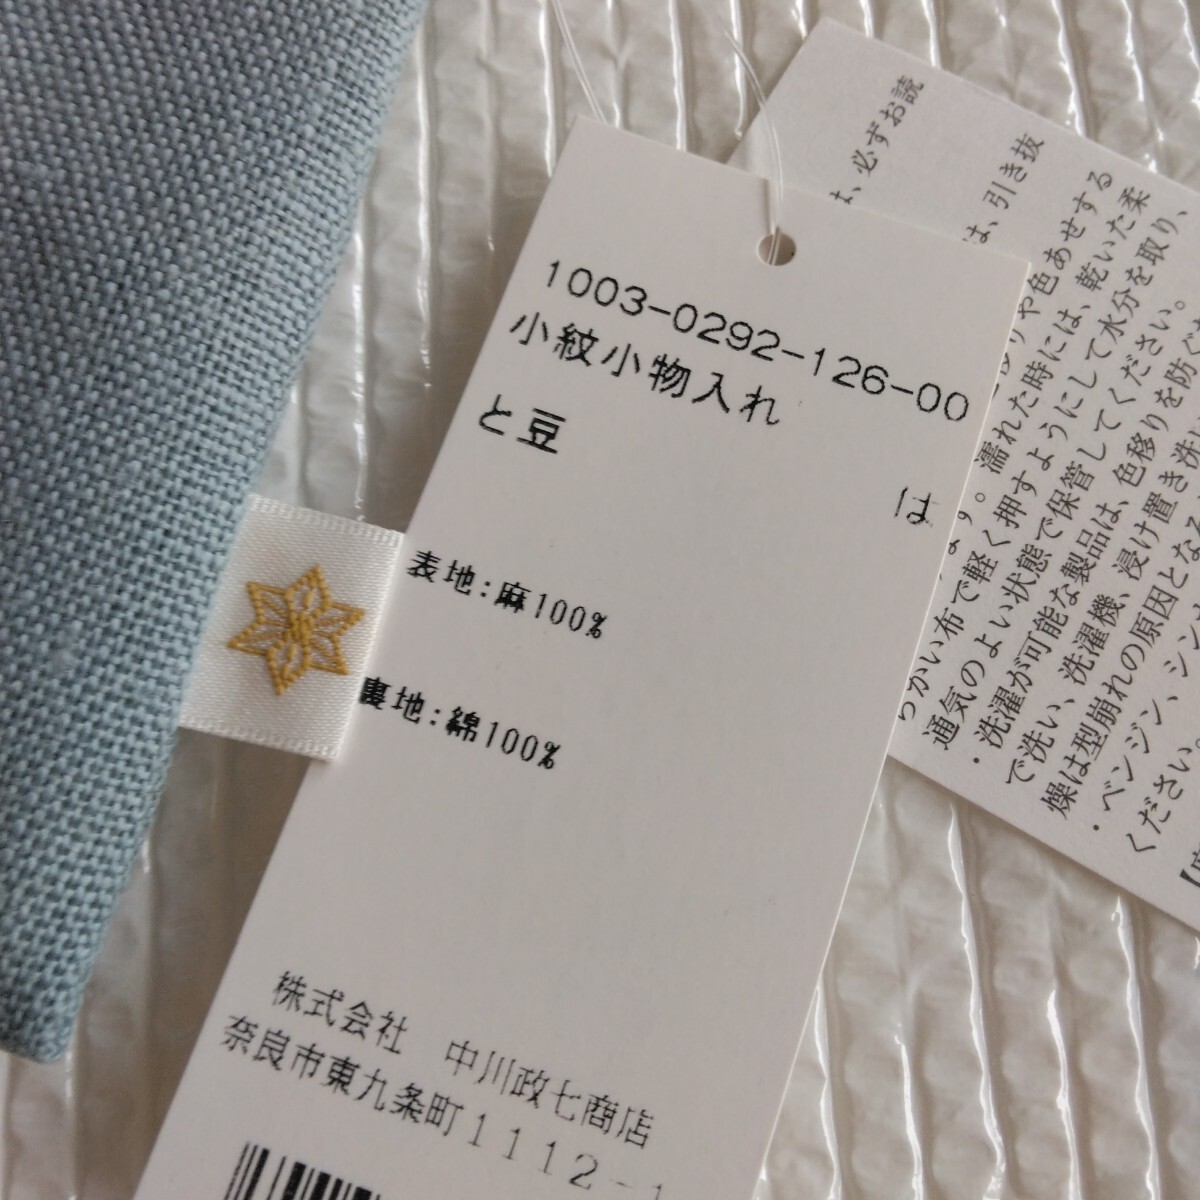 1003-0292-126-00
小紋小物入れ
は
と豆
表地:麻100%
裏地:綿100%
株式会社 中川政七商店
奈良市東九条町1112-1
は、必ずお読
は、引き抜
や色あせする
。濡れた時には、乾いた柔
らかい布で軽く押すようにして水分を取り、
通気のよい状態で保管してください。
・洗濯が可能な製品は、色移りを防ぐ
で洗い、洗濯機、浸け置き洗
燥は型崩れの原因となる
・ベンジン、シン
ください。